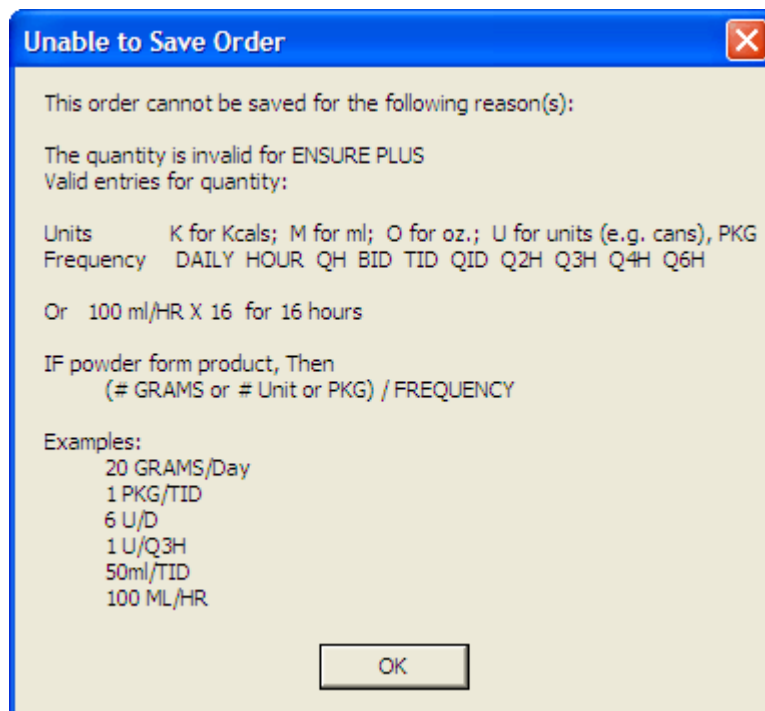 Unable to Save Order
This order cannot be saved for the following reason(s):
The quantity is invalid for ENSURE PLUS
Valid entries for quantity:
Units K for Kcals; M for ml; O for oz.; U for units (e.g. cans), PKG
Frequency DAILY HOUR QH BID TID QID Q2H Q3H Q4H Q6H
Or 100 ml/HR X 16 for 16 hours
IF powder form product, Then
(# GRAMS or # Unit or PKG) / FREQUENCY
Examples:
20 GRAMS/Day
1 PKG/TID
6 U/D
1 U/Q3H
50ml/TID
100 ML/HR
OK